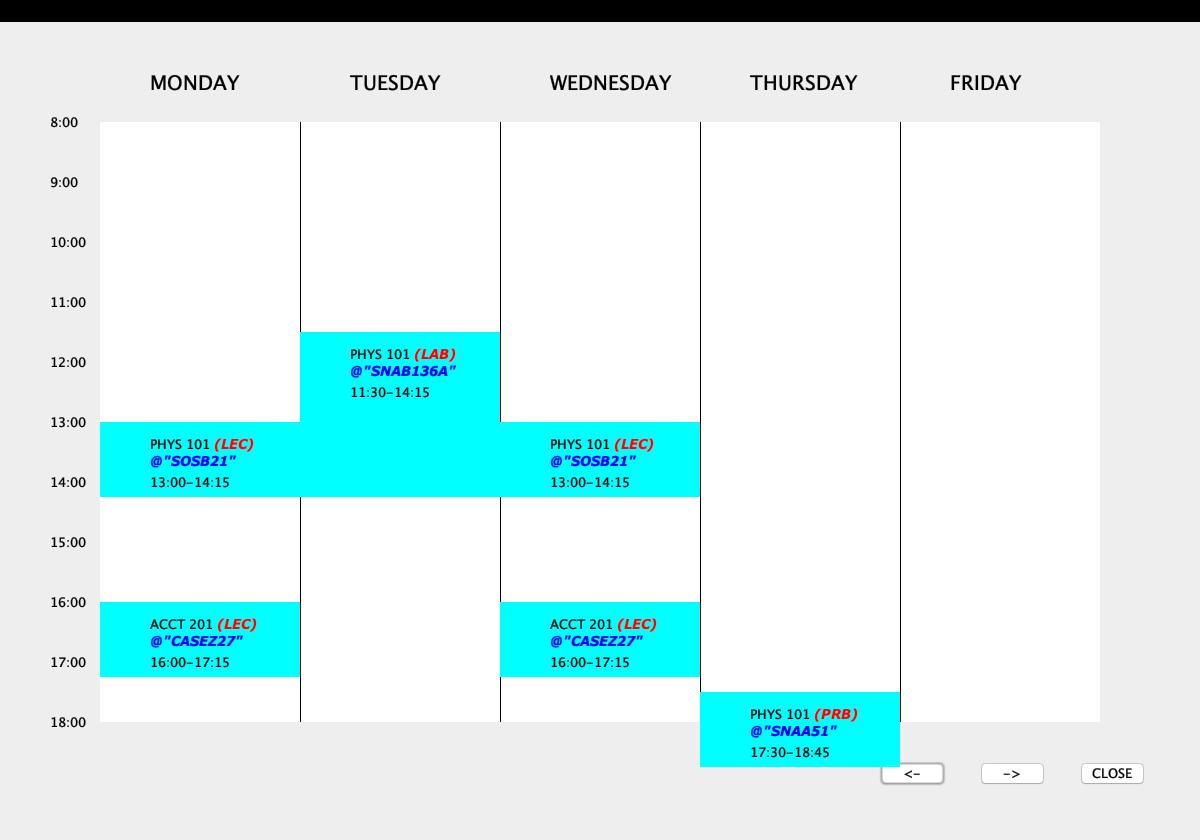 MONDAY TUESDAY WEDNESDAY THURSDAY FRIDAY
8:00
9:00
10:00
11:00
12:00
13:00
14:00
15:00
16:00
17:00
18:00
PHYS 101 (LEC)
@"SOSB21"
13:00-14:15
ACCT 201 (LEC)
@"CASEZ27"
16:00-17:15
PHYS 101 (LAB)
@"SNAB136A"
11:30-14:15
PHYS 101 (LEC)
@"SOSB21"
13:00-14:15
ACCT 201 (LEC)
@"CASEZ27"
16:00-17:15
PHYS 101 (PRB)
@"SNAA51"
17:30-18:45
<- -> CLOSE